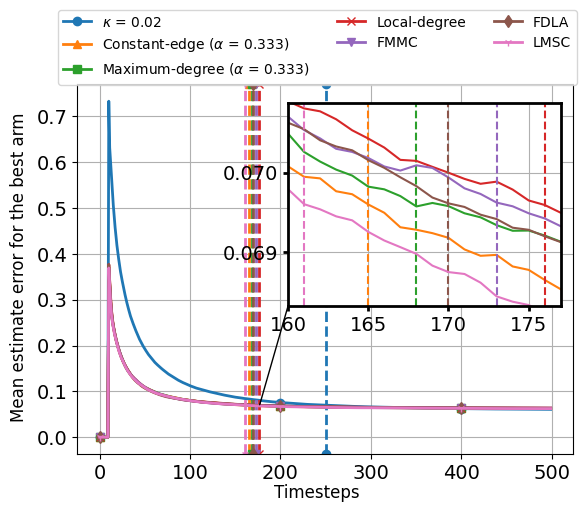 κ = 0.02
Constant-edge (α = 0.333)
Maximum-degree (α = 0.333)
Local-degree
FMMC
FDLA
LMSC
Mean estimate error for the best arm
0.7
0.6
0.5
0.4
0.3
0.2
0.1
0.0
0.070
0.069
160 165 170 175
0 100 200 300 400 500
Timesteps